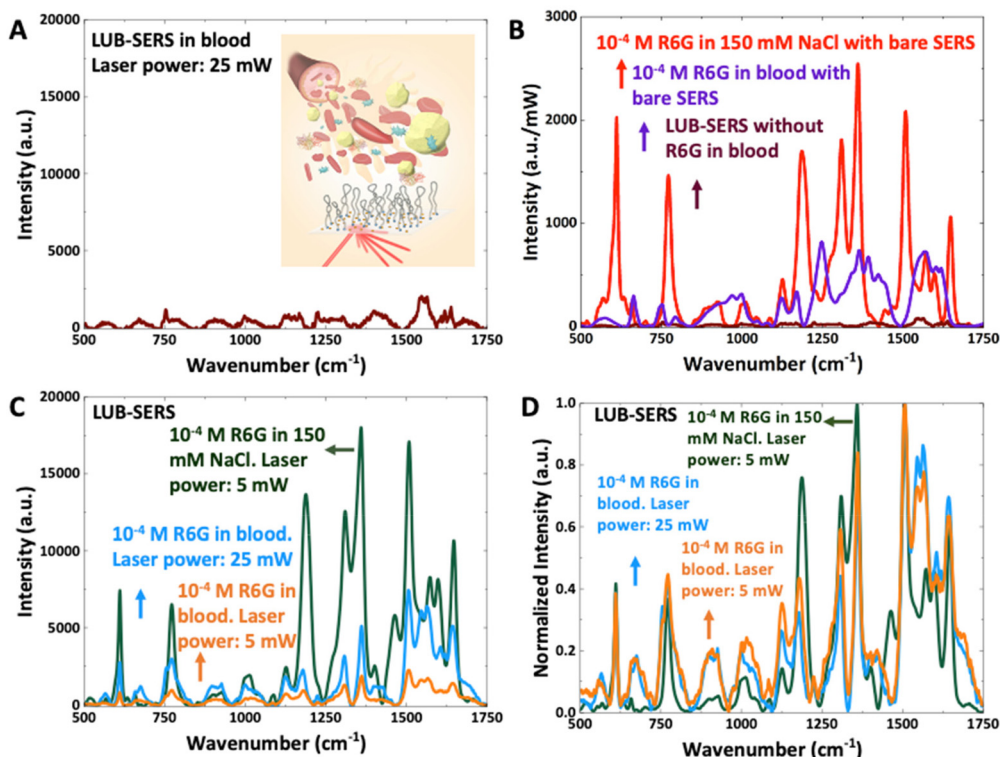 A
LUB-SERS in blood
Laser power: 25 mW
20000
15000
10000
5000
0
Intensity (a.u.)
500 750 1000 1250 1500 1750
Wavenumber (cm⁻¹)
B
10⁻⁴ M R6G in 150 mM NaCl with bare SERS
10⁻⁴ M R6G in blood with
bare SERS
LUB-SERS without
R6G in blood
3000
2000
1000
0
Intensity (a.u./mW)
500 750 1000 1250 1500 1750
Wavenumber (cm⁻¹)
C
LUB-SERS
10⁻⁴ M R6G in 150
mM NaCl. Laser
power: 5 mW
10⁻⁴ M R6G in blood.
Laser power: 25 mW
10⁻⁴ M R6G in
blood. Laser
power: 5 mW
20000
15000
10000
5000
0
Intensity (a.u.)
500 750 1000 1250 1500 1750
Wavenumber (cm⁻¹)
D
LUB-SERS
10⁻⁴ M R6G in 150
mM NaCl. Laser
power: 5 mW
10⁻⁴ M R6G in
blood. Laser
power: 25 mW
10⁻⁴ M R6G in
blood. Laser
power: 5 mW
1.0
0.8
0.6
0.4
0.2
0.0
Normalized Intensity (a.u.)
500 750 1000 1250 1500 1750
Wavenumber (cm⁻¹)